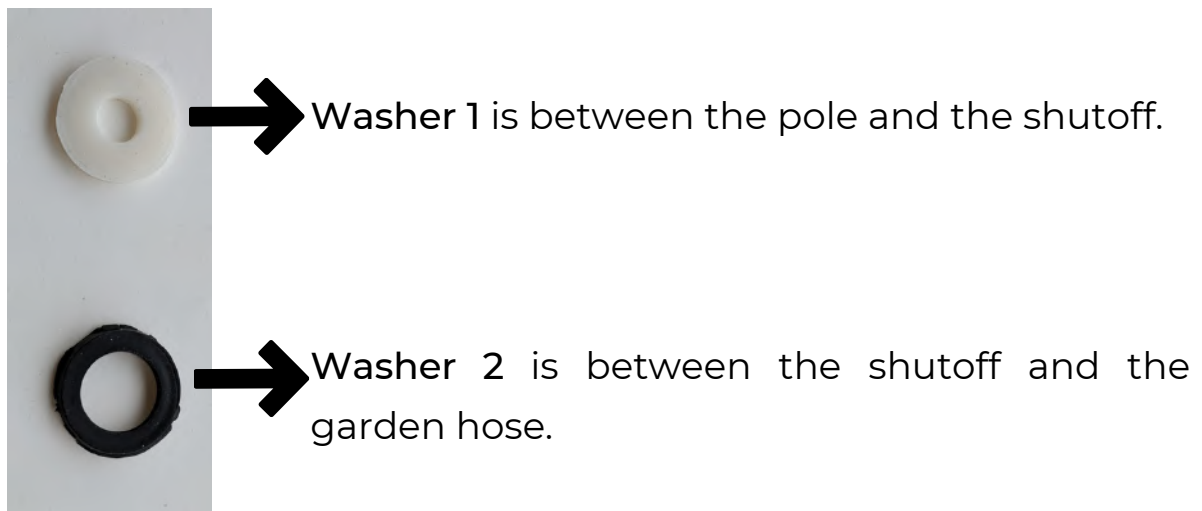 Washer 1 is between the pole and the shutoff.
Washer 2 is between the shutoff and the
garden hose.